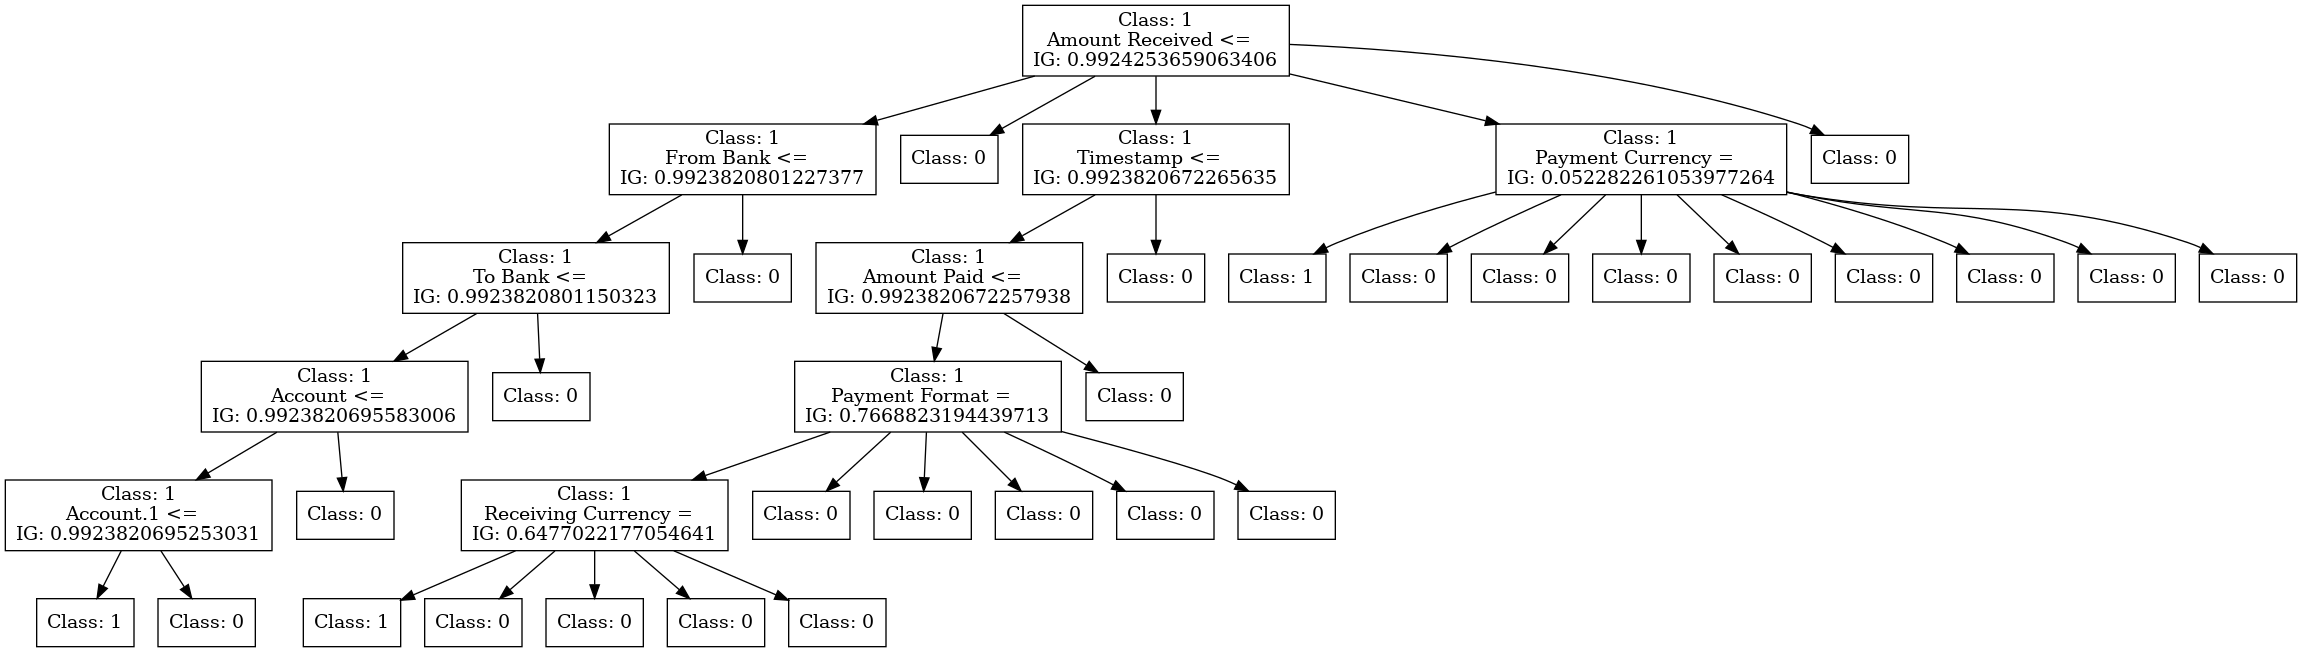 Class: 1
Amount Received <=
IG: 0.9924253659063406
Class: 1
From Bank <=
IG: 0.9923820801227377
Class: 0
Class: 1
Timestamp <=
IG: 0.9923820672265635
Class: 1
Payment Currency =
IG: 0.052282261053977264
Class: 0
Class: 1
To Bank <=
IG: 0.9923820801150323
Class: 0
Class: 1
Amount Paid <=
IG: 0.9923820672257938
Class: 0
Class: 1
Class: 0
Class: 0
Class: 0
Class: 0
Class: 0
Class: 0
Class: 0
Class: 0
Class: 1
Account <=
IG: 0.9923820695583006
Class: 0
Class: 1
Payment Format =
IG: 0.7668823194439713
Class: 0
Class: 1
Account.1 <=
IG: 0.9923820695253031
Class: 0
Class: 1
Receiving Currency =
IG: 0.6477022177054641
Class: 0
Class: 0
Class: 0
Class: 0
Class: 0
Class: 1
Class: 0
Class: 1
Class: 0
Class: 0
Class: 0
Class: 0